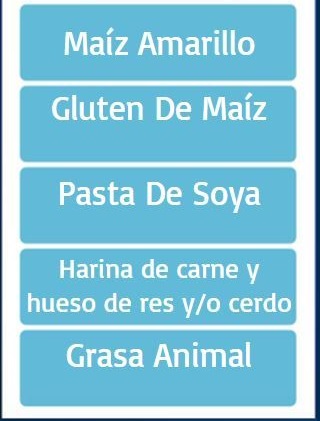 Maíz Amarillo
Gluten De Maíz
Pasta De Soya
Harina de carne y
hueso de res y/o cerdo
Grasa Animal